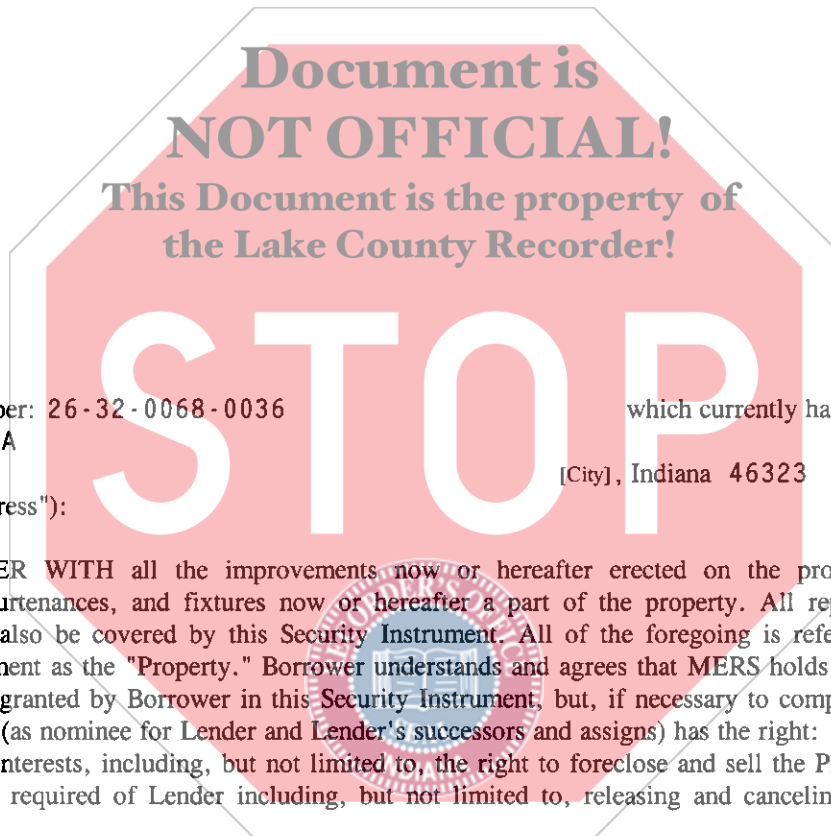 Document is
NOT OFFICIAL!
This Document is the property of
the Lake County Recorder!
STOP
ber: 26-32-0068-0036 which currently ha
A
[City], Indiana 46323
ress"):
ER WITH all the improvements now or hereafter erected on the pro
urtenances, and fixtures now or hereafter a part of the property. All rep
also be covered by this Security Instrument. All of the foregoing is refe
nent as the "Property." Borrower understands and agrees that MERS holds
granted by Borrower in this Security Instrument, but, if necessary to comp
(as nominee for Lender and Lender's successors and assigns) has the right:
nterests, including, but not limited to, the right to foreclose and sell the P
required of Lender including, but not limited to, releasing and cancelin